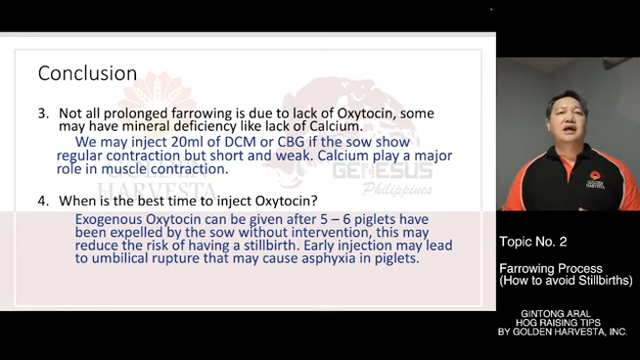 Conclusion
3. Not all prolonged farrowing is due to lack of Oxytocin, some
may have mineral deficiency like lack of Calcium.
We may inject 20ml of DCM or CBG if the sow show
regular contraction but short and weak. Calcium play a major
role in muscle contraction.
4. When is the best time to inject Oxytocin?
Exogenous Oxytocin can be given after 5 – 6 piglets have
been expelled by the sow without intervention, this may
reduce the risk of having a stillbirth. Early injection may lead
to umbilical rupture that may cause asphyxia in piglets.
HARVESTA
GENESUS
Philippines
Topic No. 2
Farrowing Process
(How to avoid Stillbirths)
GINTONG ARAL
HOG RAISING TIPS
BY GOLDEN HARVESTA, INC.